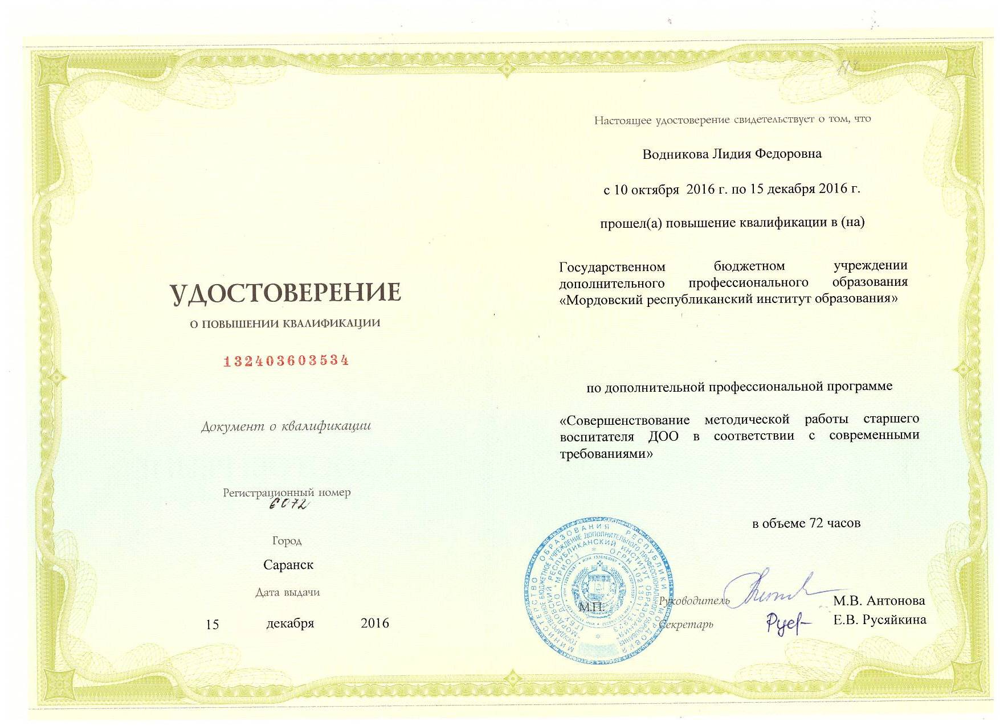 УДОСТОВЕРЕНИЕ
О ПОВЫШЕНИИ КВАЛИФИКАЦИИ
132403603534
Документ о квалификации
Регистрационный номер
6072
Город
Саранск
Дата выдачи
15 декабря 2016
Настоящее удостоверение свидетельствует о том, что
Водникова Лидия Федоровна
с 10 октября 2016 г. по 15 декабря 2016 г.
прошел(а) повышение квалификации в (на)
Государственном бюджетном учреждении
дополнительного профессионального образования
«Мордовский республиканский институт образования»
по дополнительной профессиональной программе
«Совершенствование методической работы старшего
воспитателя ДОО в соответствии с современными
требованиями»
в объеме 72 часов
МИНИСТЕРСТВО ОБРАЗОВАНИЯ РЕСПУБЛИКИ МОРДОВИЯ
ГОСУДАРСТВЕННОЕ БЮДЖЕТНОЕ УЧРЕЖДЕНИЕ ДОПОЛНИТЕЛЬНОГО ПРОФЕССИОНАЛЬНОГО ОБРАЗОВАНИЯ
"МОРДОВСКИЙ РЕСПУБЛИКАНСКИЙ ИНСТИТУТ ОБРАЗОВАНИЯ"
(ГБУ ДПО "МРИО") * ОГРН
М.П.
Руководитель М.В. Антонова
Секретарь Е.В. Русяйкина